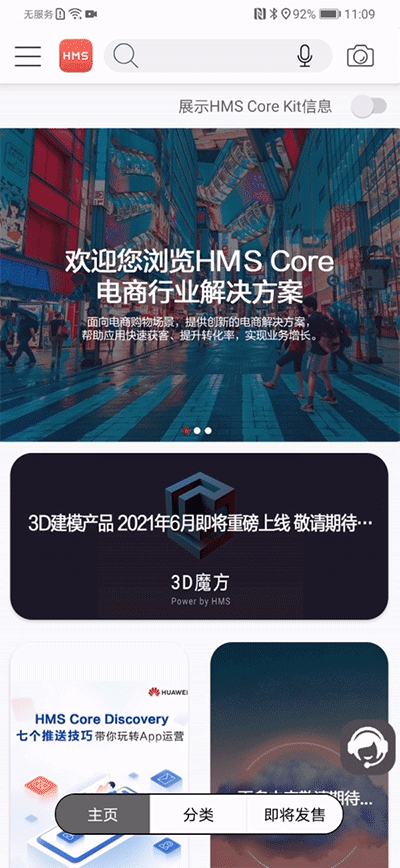 无服务 92% 11:09
HMS
展示HMS Core Kit信息
欢迎您浏览HMS Core
电商行业解决方案
面向电商购物场景，提供创新的电商解决方案，
帮助应用快速获客、提升转化率，实现业务增长。
3D建模产品 2021年6月即将重磅上线 敬请期待…
3D魔方
Power by HMS
HUAWEI
HMS Core Discovery
七个推送技巧 带你玩转App运营
期待...
主页 分类 即将发售